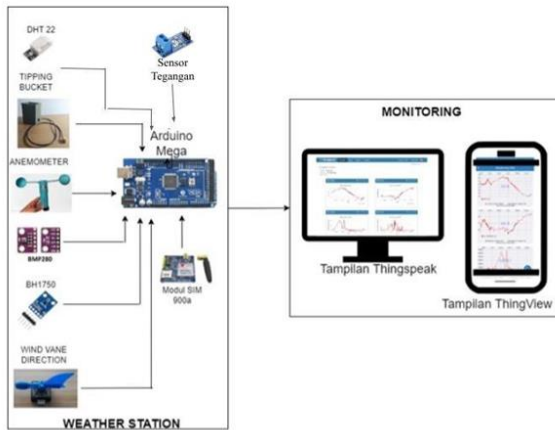 DHT 22
Sensor
Tegangan
TIPPING
BUCKET
Arduino
Mega
ANEMOMETER
BMP280
BH1750
Modul SIM
900a
WIND VANE
DIRECTION
WEATHER STATION
MONITORING
Tampilan Thingspeak
Tampilan ThingView